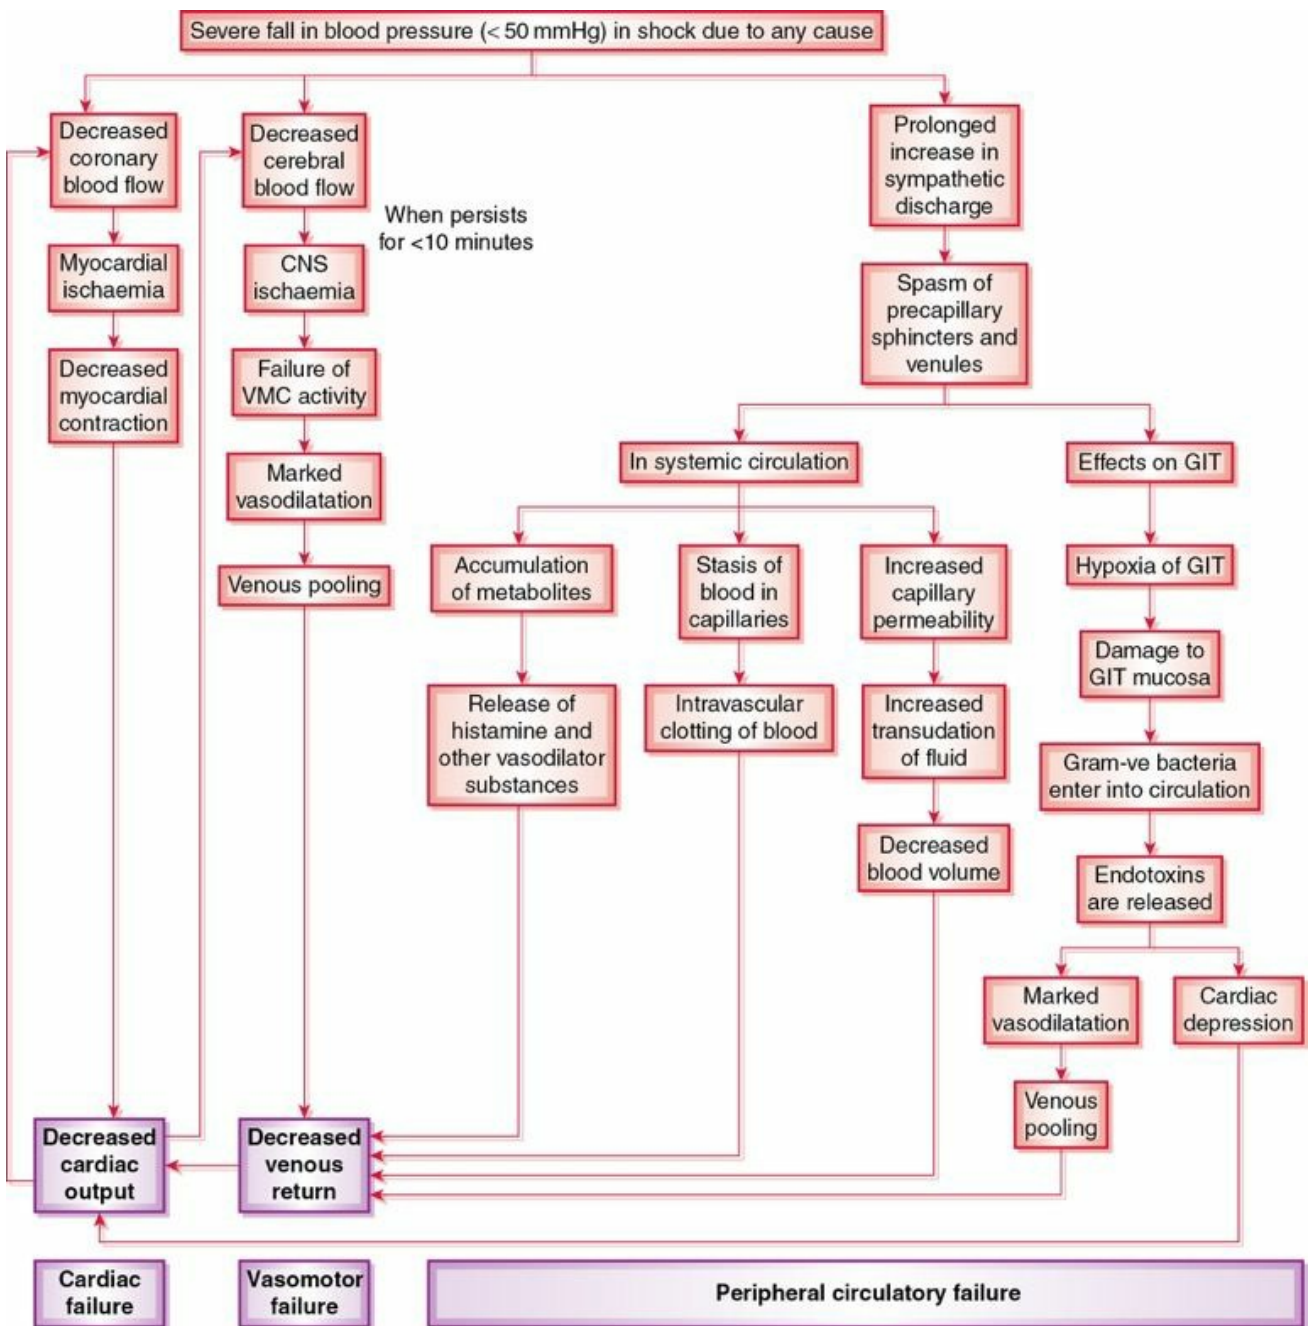 Severe fall in blood pressure (< 50 mmHg) in shock due to any cause
Decreased
coronary
blood flow
Decreased
cerebral
blood flow
Prolonged
increase in
sympathetic
discharge
When persists
for <10 minutes
Myocardial
ischaemia
CNS
ischaemia
Spasm of
precapillary
sphincters and
venules
Decreased
myocardial
contraction
Failure of
VMC activity
Marked
vasodilatation
In systemic circulation
Effects on GIT
Venous pooling
Accumulation
of metabolites
Stasis of
blood in
capillaries
Increased
capillary
permeability
Hypoxia of GIT
Damage to
GIT mucosa
Release of
histamine and
other vasodilator
substances
Intravascular
clotting of blood
Increased
transudation
of fluid
Gram-ve bacteria
enter into circulation
Decreased
blood volume
Endotoxins
are released
Marked
vasodilatation
Cardiac
depression
Venous
pooling
Decreased
cardiac
output
Decreased
venous
return
Cardiac
failure
Vasomotor
failure
Peripheral circulatory failure